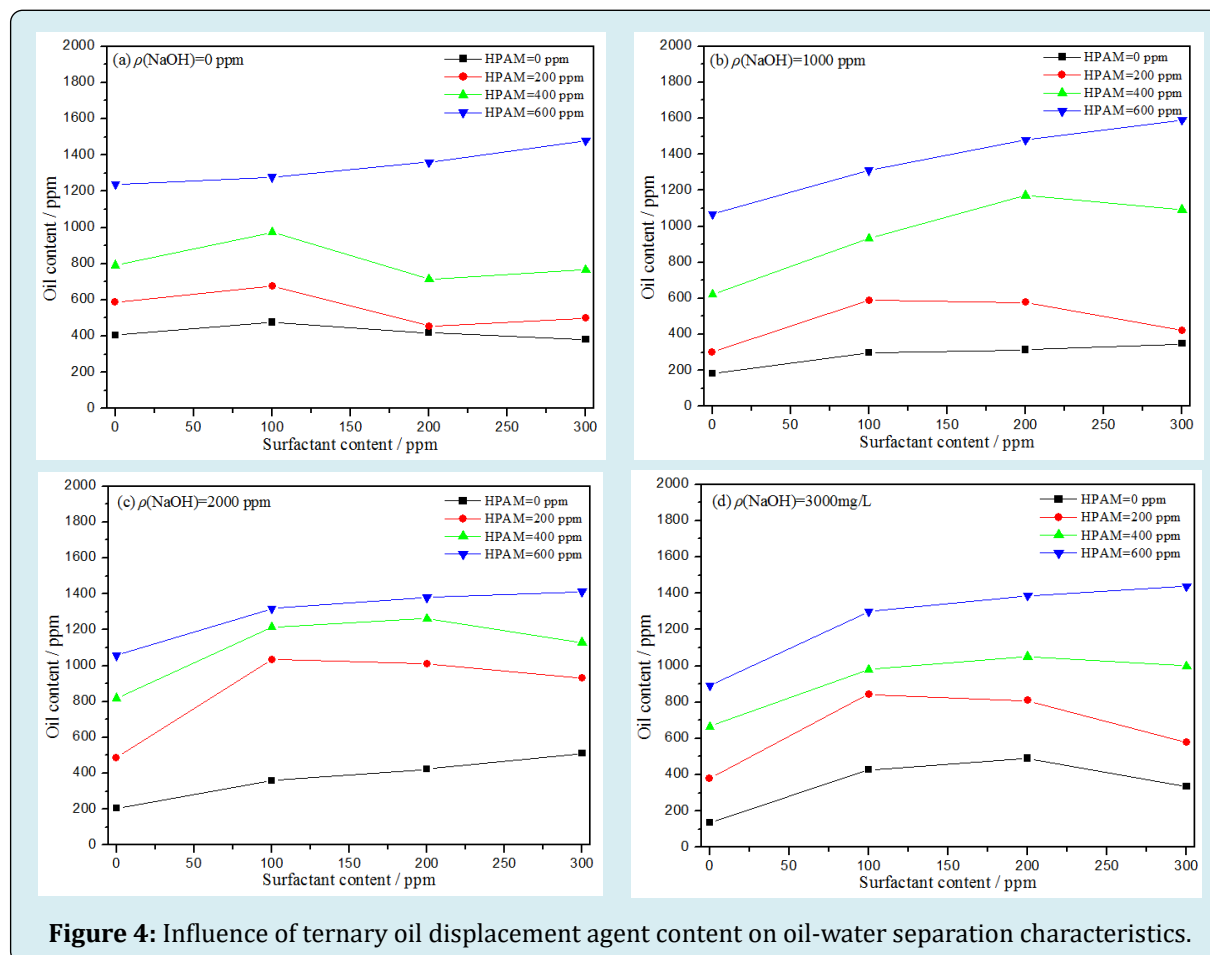 (a) ρ(NaOH)=0 ppm
HPAM=0 ppm
HPAM=200 ppm
HPAM=400 ppm
HPAM=600 ppm
2000
1800
1600
1400
1200
1000
800
600
400
200
0
Oil content / ppm
0 50 100 150 200 250 300
Surfactant content / ppm
(b) ρ(NaOH)=1000 ppm
HPAM=0 ppm
HPAM=200 ppm
HPAM=400 ppm
HPAM=600 ppm
2000
1800
1600
1400
1200
1000
800
600
400
200
0
Oil content / ppm
0 50 100 150 200 250 300
Surfactant content / ppm
(c) ρ(NaOH)=2000 ppm
HPAM=0 ppm
HPAM=200 ppm
HPAM=400 ppm
HPAM=600 ppm
2000
1800
1600
1400
1200
1000
800
600
400
200
0
Oil content / ppm
0 50 100 150 200 250 300
Surfactant content / ppm
(d) ρ(NaOH)=3000mg/L
HPAM=0 ppm
HPAM=200 ppm
HPAM=400 ppm
HPAM=600 ppm
2000
1800
1600
1400
1200
1000
800
600
400
200
0
Oil content / ppm
0 50 100 150 200 250 300
Surfactant content / ppm
Figure 4: Influence of ternary oil displacement agent content on oil-water separation characteristics.